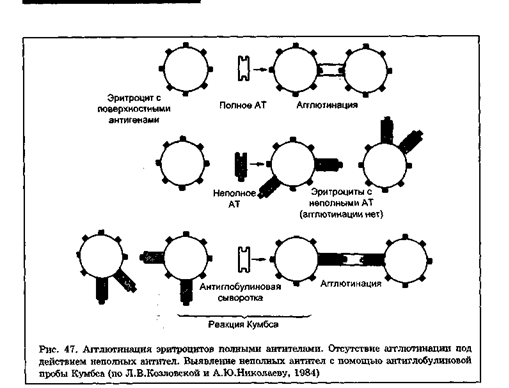 Эритроцит с
поверхностными
антигенами
Полное АТ
Агглютинация
Неполное
АТ
Эритроциты с
неполными АТ
(агглютинации нет)
Антиглобулиновая
сыворотка
Агглютинация
Реакция Кумбса
Рис. 47. Агглютинация эритроцитов полными антителами. Отсутствие агглютинации под
действием неполных антител. Выявление неполных антител с помощью антиглобулиновой
пробы Кумбса (по Л.В.Козловской и А.Ю.Николаеву, 1984)